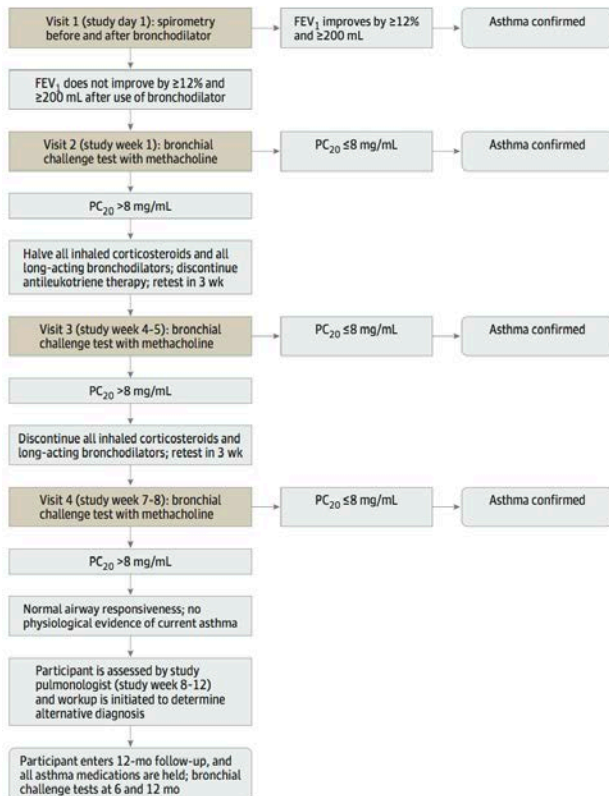 Visit 1 (study day 1): spirometry
before and after bronchodilator
FEV1 improves by ≥12%
and ≥200 mL
Asthma confirmed
FEV1 does not improve by ≥12% and
≥200 mL after use of bronchodilator
Visit 2 (study week 1): bronchial
challenge test with methacholine
PC20 ≤8 mg/mL
Asthma confirmed
PC20 >8 mg/mL
Halve all inhaled corticosteroids and all
long-acting bronchodilators; discontinue
antileukotriene therapy; retest in 3 wk
Visit 3 (study week 4-5): bronchial
challenge test with methacholine
PC20 ≤8 mg/mL
Asthma confirmed
PC20 >8 mg/mL
Discontinue all inhaled corticosteroids and
long-acting bronchodilators; retest in 3 wk
Visit 4 (study week 7-8): bronchial
challenge test with methacholine
PC20 ≤8 mg/mL
Asthma confirmed
PC20 >8 mg/mL
Normal airway responsiveness; no
physiological evidence of current asthma
Participant is assessed by study
pulmonologist (study week 8-12)
and workup is initiated to determine
alternative diagnosis
Participant enters 12-mo follow-up, and
all asthma medications are held; bronchial
challenge tests at 6 and 12 mo